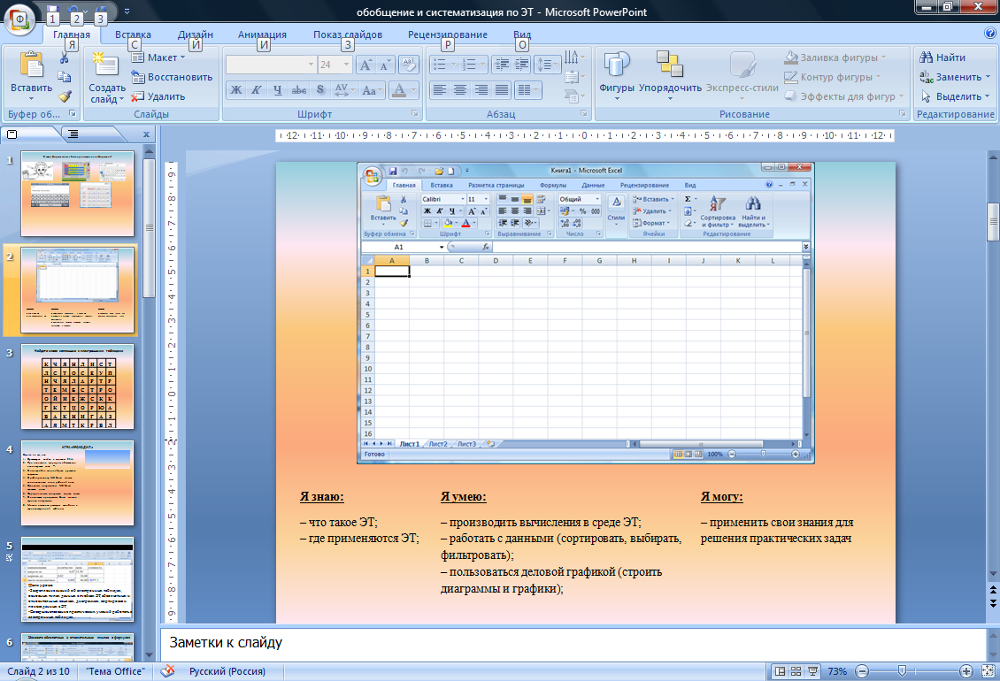 обобщение и систематизация по ЭТ - Microsoft PowerPoint
Ф 1 2 3
Главная Вставка Дизайн Анимация Показ слайдов Рецензирование Вид
Я С Й И З Р О
Вставить
Создать слайд
Макет
Восстановить
Удалить
24
Ж К Ч abc S AV Aa A
Фигуры Упорядочить Экспресс-стили
Заливка фигуры
Контур фигуры
Эффекты для фигур
Найти
Заменить
Выделить
Буфер об... Слайды Шрифт Абзац Рисование Редактирование
12 11 10 9 8 7 6 5 4 3 2 1 0 1 2 3 4 5 6 7 8 9 10 11 12
1
2
3
К Ч Я Н Л И С Т
4
5
6
Книга1 - Microsoft Excel
Главная Вставка Разметка страницы Формулы Данные Рецензирование Вид
Вставить
Calibri 11
Ж К Ч
Общий
% 000
Стили
Вставить
Удалить
Формат
Сортировка и фильтр
Найти и выделить
Буфер обмена Шрифт Выравнивание Число Ячейки Редактирование
A1 fx
A B C D E F G H I J K L
1
2
3
4
5
6
7
8
9
10
11
12
13
14
15
16
Лист1 Лист2 Лист3
Готово 100%
Я знаю:
– что такое ЭТ;
– где применяются ЭТ;
Я умею:
– производить вычисления в среде ЭТ;
– работать с данными (сортировать, выбирать,
фильтровать);
– пользоваться деловой графикой (строить
диаграммы и графики);
Я могу:
– применить свои знания для
решения практических задач
Заметки к слайду
Слайд 2 из 10 "Тема Office" Русский (Россия) 73%